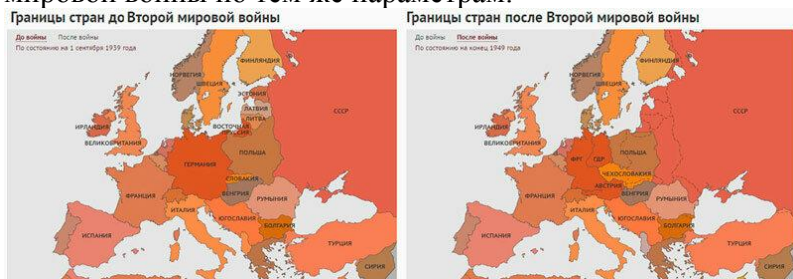 мировой войны по тем же параметрам.
Границы стран до Второй мировой войны
До войны После войны
По состоянию на 1 сентября 1939 года
НОРВЕГИЯ
ШВЕЦИЯ
ФИНЛЯНДИЯ
ЭСТОНИЯ
ЛАТВИЯ
ЛИТВА
ВОСТОЧНАЯ
ПРУССИЯ
СССР
ИРЛАНДИЯ
ВЕЛИКОБРИТАНИЯ
ГЕРМАНИЯ
ПОЛЬША
СЛОВАКИЯ
ВЕНГРИЯ
РУМЫНИЯ
ФРАНЦИЯ
ИТАЛИЯ
ЮГОСЛАВИЯ
БОЛГАРИЯ
ИСПАНИЯ
ТУРЦИЯ
СИРИЯ
Границы стран после Второй мировой войны
До войны После войны
По состоянию на конец 1949 года
НОРВЕГИЯ
ШВЕЦИЯ
ФИНЛЯНДИЯ
СССР
ИРЛАНДИЯ
ВЕЛИКОБРИТАНИЯ
ФРГ
ГДР
ПОЛЬША
ЧЕХОСЛОВАКИЯ
АВСТРИЯ
ВЕНГРИЯ
РУМЫНИЯ
ФРАНЦИЯ
ИТАЛИЯ
ЮГОСЛАВИЯ
БОЛГАРИЯ
ИСПАНИЯ
ТУРЦИЯ
СИРИЯ